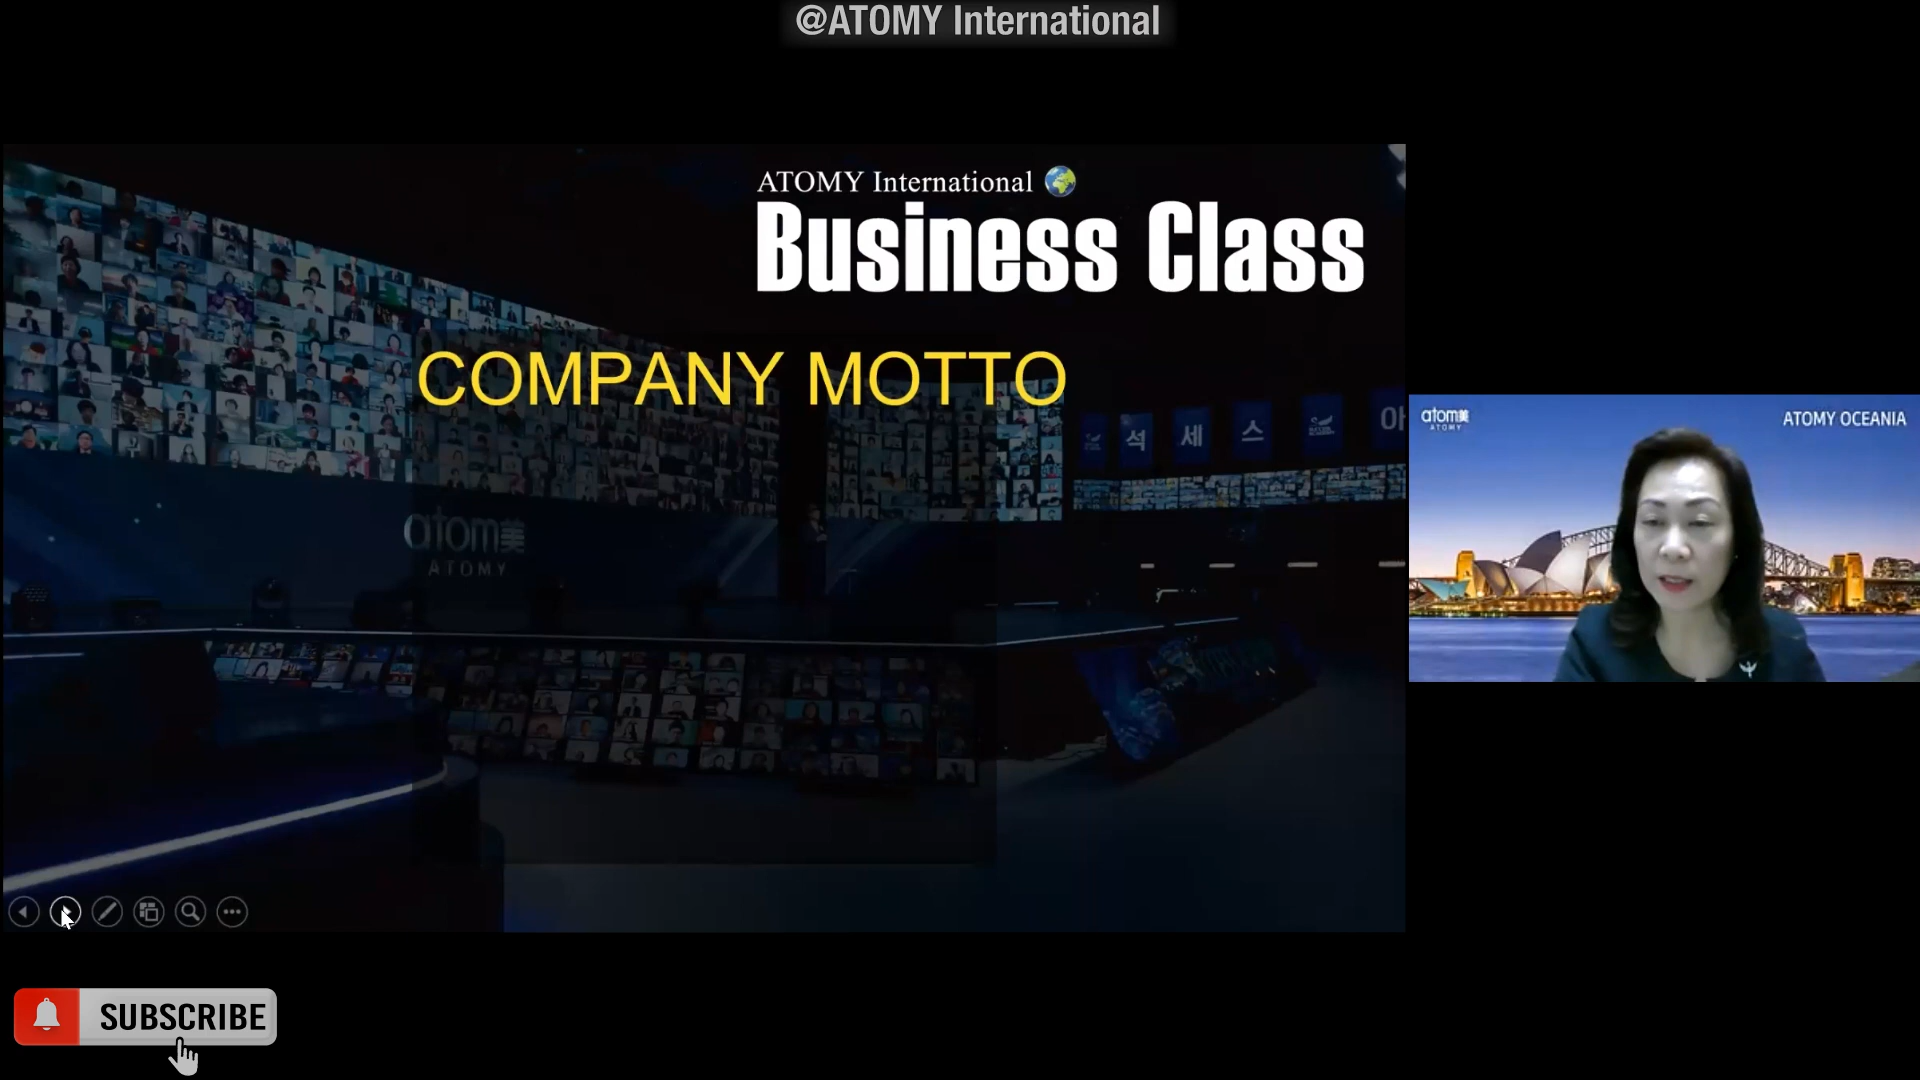 @ATOMY International
ATOMY International
Business Class
COMPANY MOTTO
석 세 스
아
atom美
ATOMY
atom美
ATOMY
ATOMY OCEANIA
SUBSCRIBE